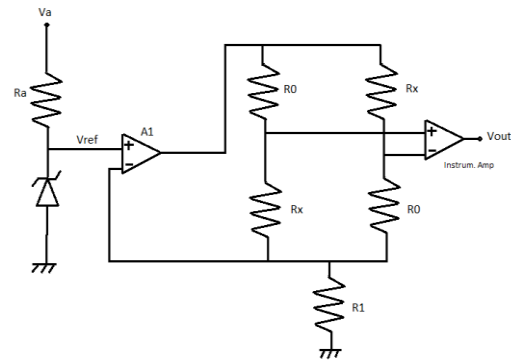 Va
Ra
Vref
A1
R0
Rx
Vout
Instrum. Amp
Rx
R0
R1